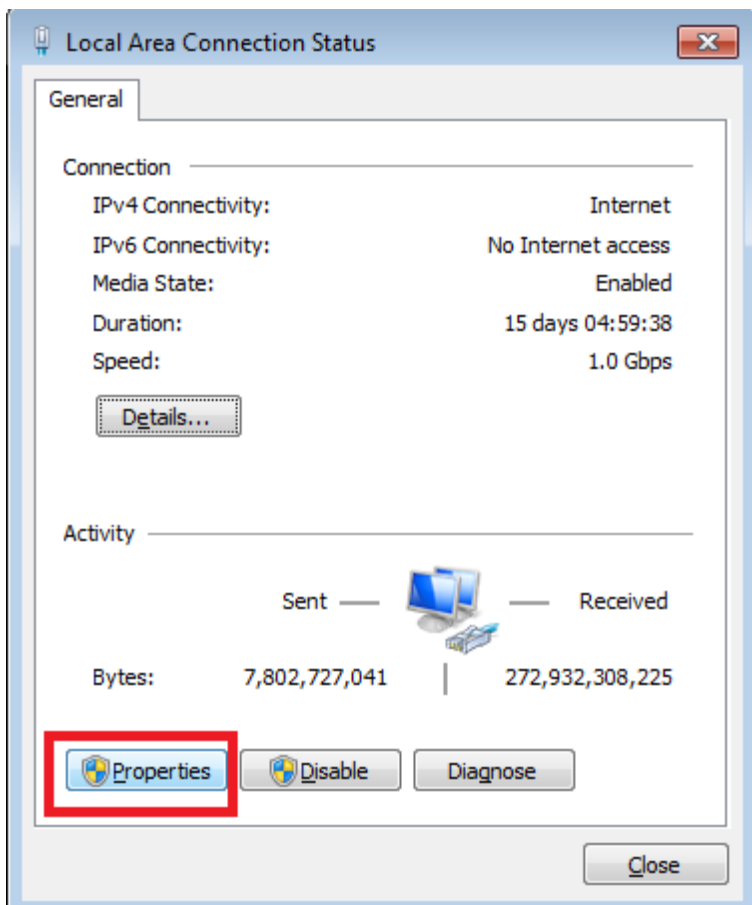 Local Area Connection Status
General
Connection
IPv4 Connectivity: Internet
IPv6 Connectivity: No Internet access
Media State: Enabled
Duration: 15 days 04:59:38
Speed: 1.0 Gbps
Details...
Activity
Sent Received
Bytes: 7,802,727,041 272,932,308,225
Properties Disable Diagnose
Close